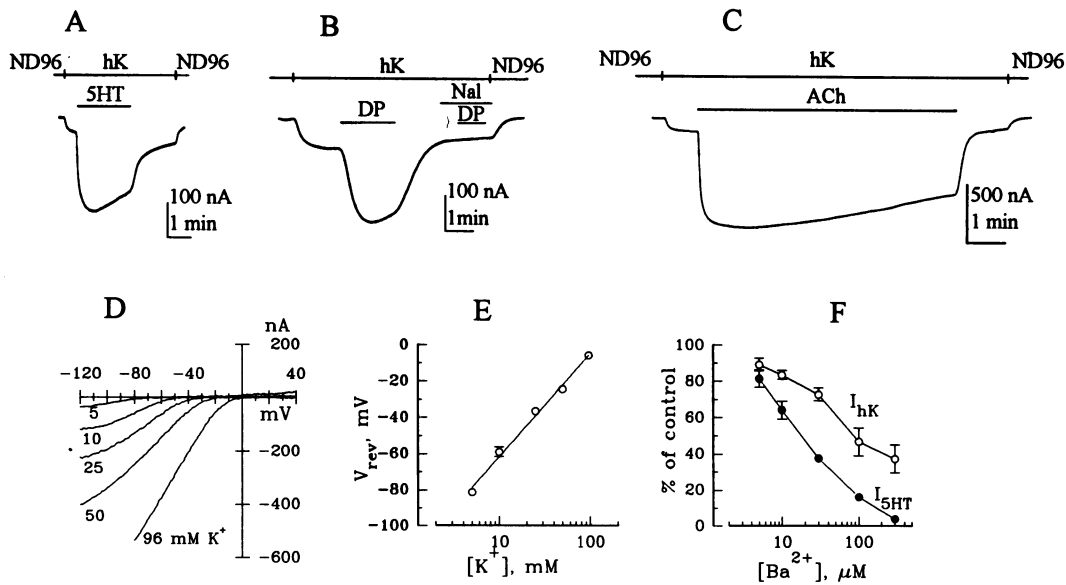 A
ND96 hK ND96
5HT
100 nA
1 min
B
hK ND96
Nal
DP DP
100 nA
1min
C
ND96 hK ND96
ACh
500 nA
1 min
D
nA
200
-120 -80 -40 40
mV
5
10
25
50
96 mM K+
-200
-400
-600
E
Vrev, mV
0
-20
-40
-60
-80
-100
10 100
[K+], mM
F
% of control
100
80
60
40
20
0
IhK
I5HT
10 100
[Ba2+], μM